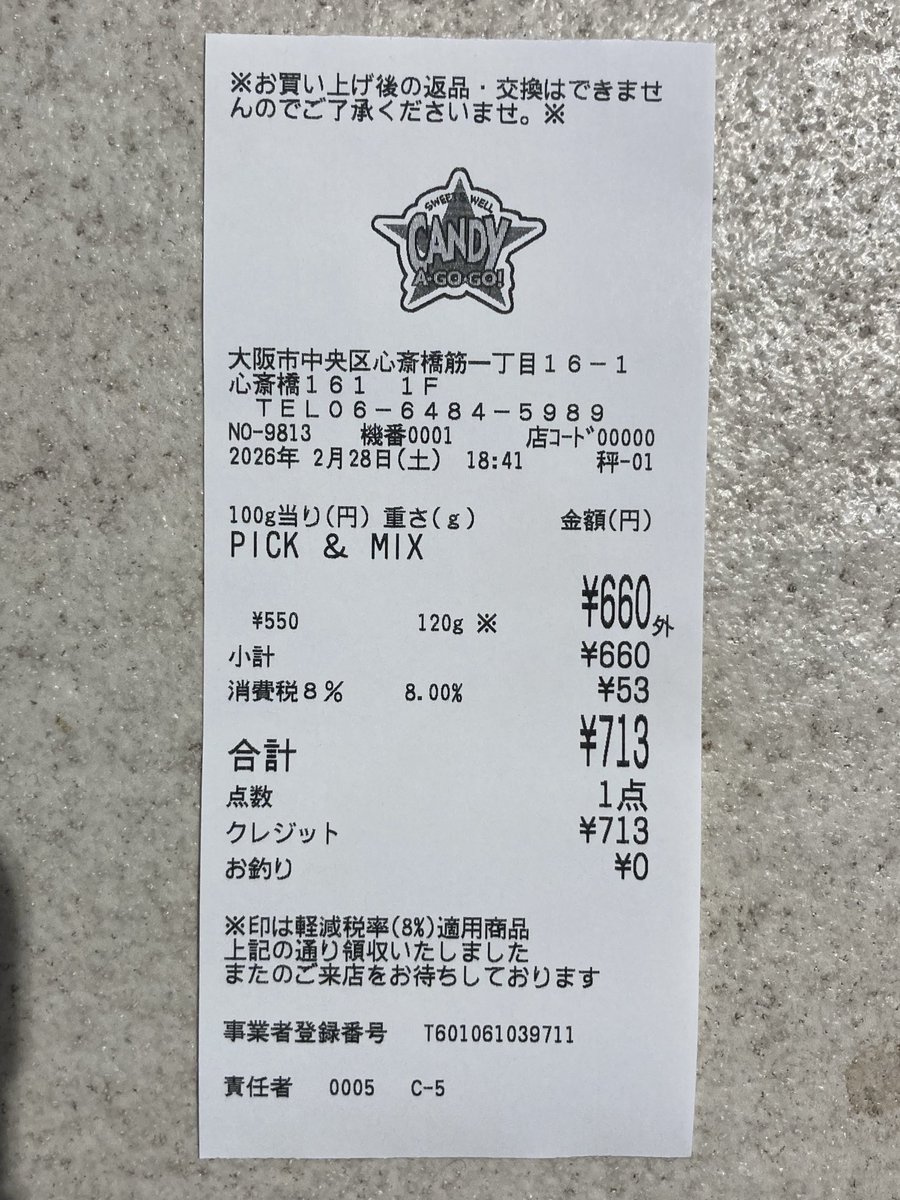 ※お買い上げ後の返品・交換はできませ
んのでご了承くださいませ。※
SWEETS WELL
CANDY
A・GO・GO!
大阪市中央区心斎橋筋一丁目16-1
心斎橋161 1F
TEL06-6484-5989
NO-9813 機番0001 店コード00000
2026年 2月28日(土) 18:41 秤-01
100g当り(円) 重さ(g) 金額(円)
PICK & MIX
¥550 120g ※ ¥660外
小計 ¥660
消費税8% 8.00% ¥53
合計 ¥713
点数 1点
クレジット ¥713
お釣り ¥0
※印は軽減税率(8%)適用商品
上記の通り領収いたしました
またのご来店をお待ちしております
事業者登録番号 T601061039711
責任者 0005 C-5